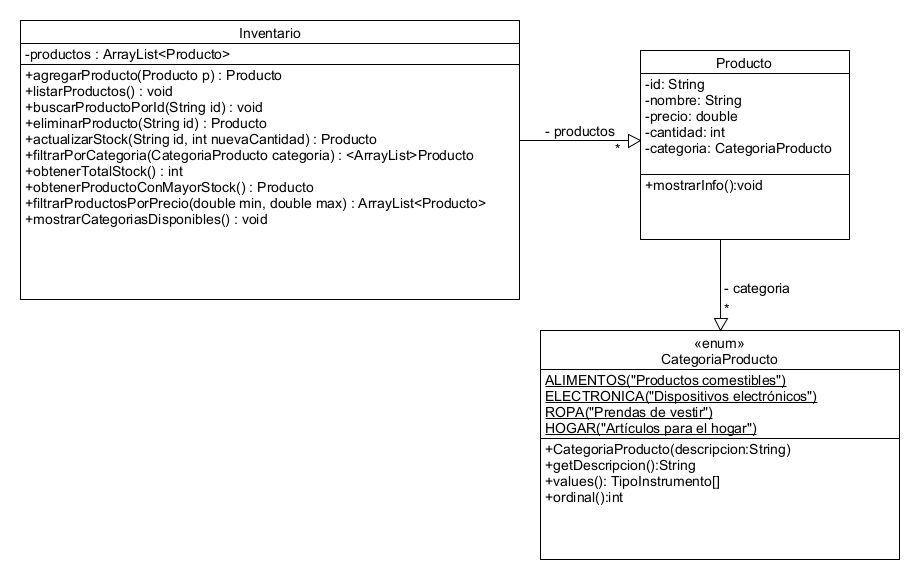 Inventario
-productos : ArrayList<Producto>
+agregarProducto(Producto p) : Producto
+listarProductos() : void
+buscarProductoPorId(String id) : void
+eliminarProducto(String id) : Producto
+actualizarStock(String id, int nuevaCantidad) : Producto
+filtrarPorCategoria(CategoriaProducto categoria) : <ArrayList>Producto
+obtenerTotalStock() : int
+obtenerProductoConMayorStock() : Producto
+filtrarProductosPorPrecio(double min, double max) : ArrayList<Producto>
+mostrarCategoriasDisponibles() : void
- productos
*
Producto
-id: String
-nombre: String
-precio: double
-cantidad: int
-categoria: CategoriaProducto
+mostrarInfo():void
- categoria
*
«enum»
CategoriaProducto
ALIMENTOS("Productos comestibles")
ELECTRONICA("Dispositivos electrónicos")
ROPA("Prendas de vestir")
HOGAR("Artículos para el hogar")
+CategoriaProducto(descripcion:String)
+getDescripcion():String
+values(): TipoInstrumento[]
+ordinal():int